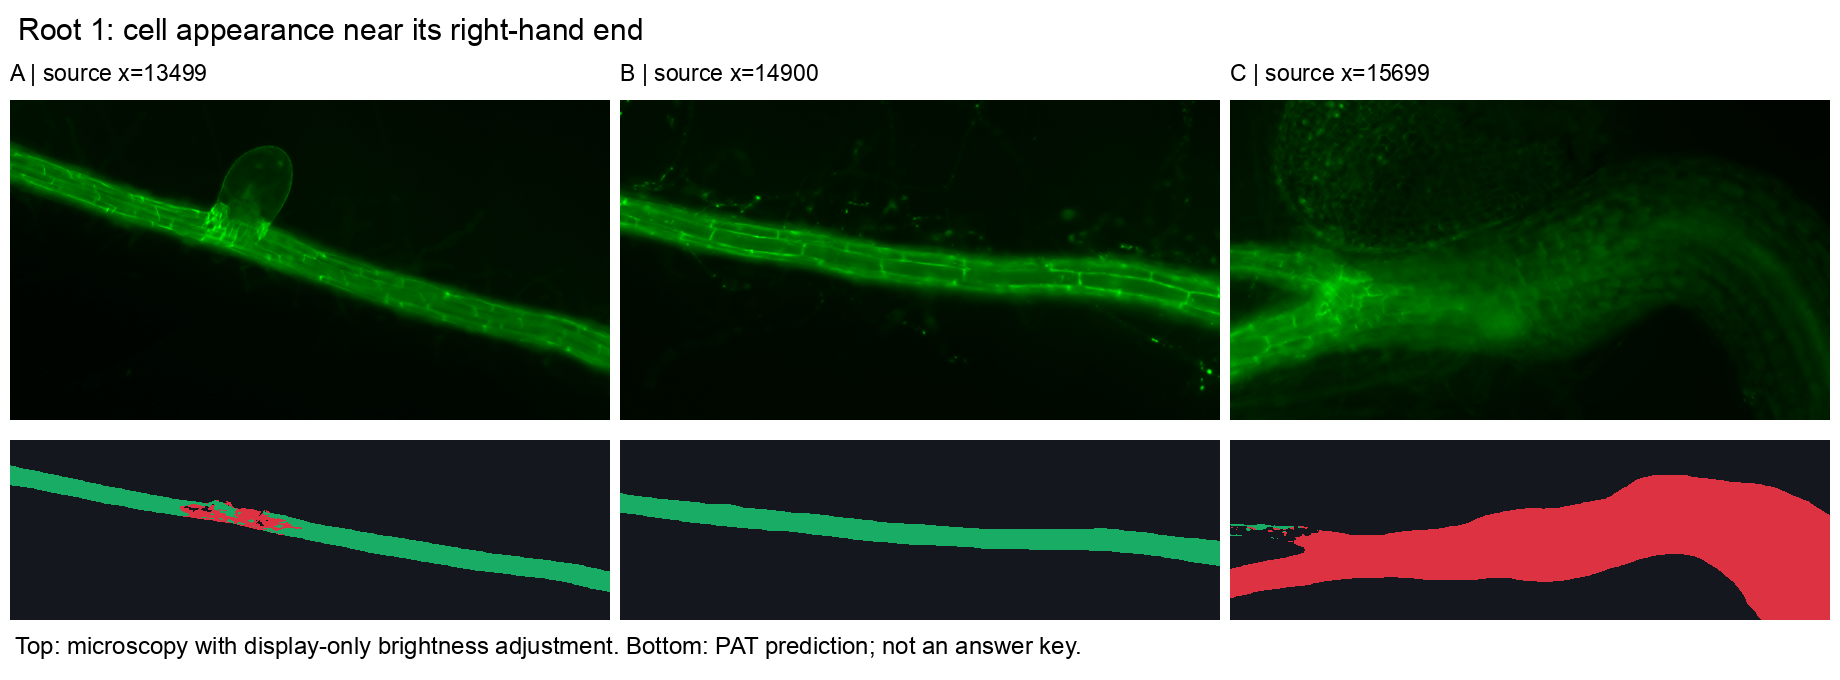 Root 1: cell appearance near its right-hand end
A | source x=13499
B | source x=14900
C | source x=15699
Top: microscopy with display-only brightness adjustment. Bottom: PAT prediction; not an answer key.